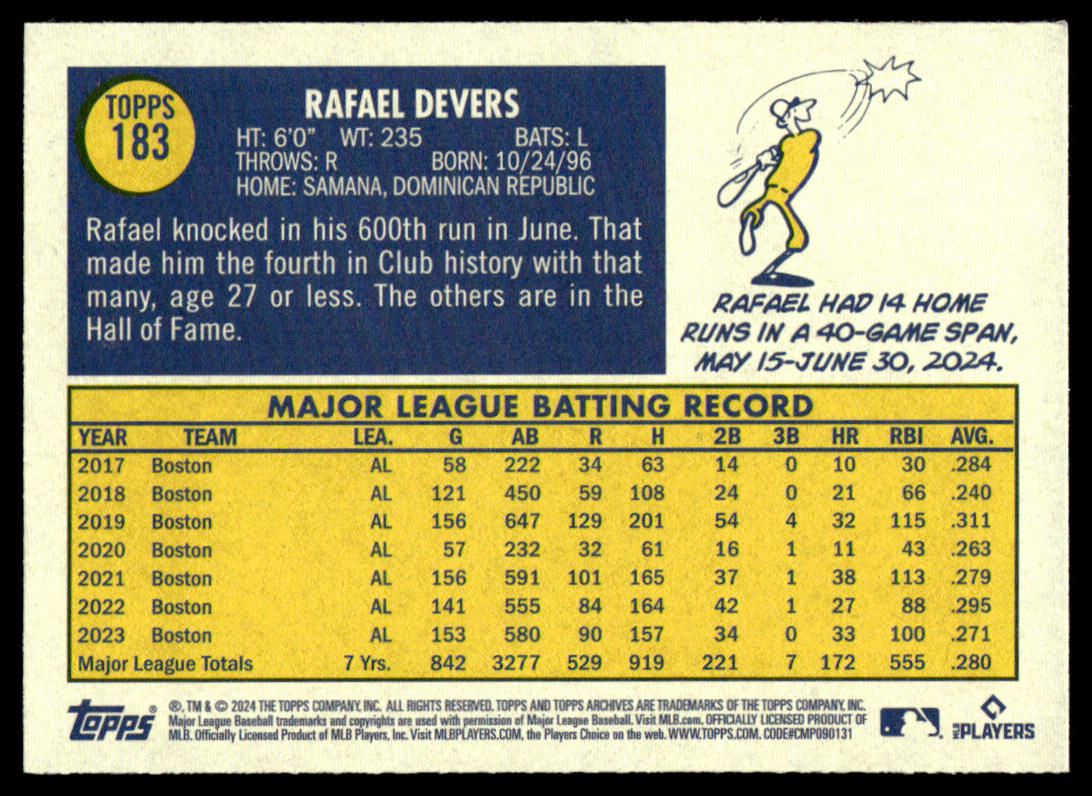 TOPPS
183
RAFAEL DEVERS
HT: 6'0" WT: 235 BATS: L
THROWS: R BORN: 10/24/96
HOME: SAMANA, DOMINICAN REPUBLIC
Rafael knocked in his 600th run in June. That
made him the fourth in Club history with that
many, age 27 or less. The others are in the
Hall of Fame.
RAFAEL HAD 14 HOME
RUNS IN A 40-GAME SPAN,
MAY 15-JUNE 30, 2024.
MAJOR LEAGUE BATTING RECORD
YEAR TEAM LEA. G AB R H 2B 3B HR RBI AVG.
2017 Boston AL 58 222 34 63 14 0 10 30 .284
2018 Boston AL 121 450 59 108 24 0 21 66 .240
2019 Boston AL 156 647 129 201 54 4 32 115 .311
2020 Boston AL 57 232 32 61 16 1 11 43 .263
2021 Boston AL 156 591 101 165 37 1 38 113 .279
2022 Boston AL 141 555 84 164 42 1 27 88 .295
2023 Boston AL 153 580 90 157 34 0 33 100 .271
Major League Totals 7 Yrs. 842 3277 529 919 221 7 172 555 .280
topps®
®, TM & © 2024 THE TOPPS COMPANY, INC. ALL RIGHTS RESERVED. TOPPS AND TOPPS ARCHIVES ARE TRADEMARKS OF THE TOPPS COMPANY, INC.
Major League Baseball trademarks and copyrights are used with permission of Major League Baseball. Visit MLB.com. OFFICIALLY LICENSED PRODUCT OF
MLB. Officially Licensed Product of MLB Players, Inc. Visit MLBPLAYERS.COM, the Players Choice on the web. WWW.TOPPS.COM. CODE#CMP090131
MLB PLAYERS